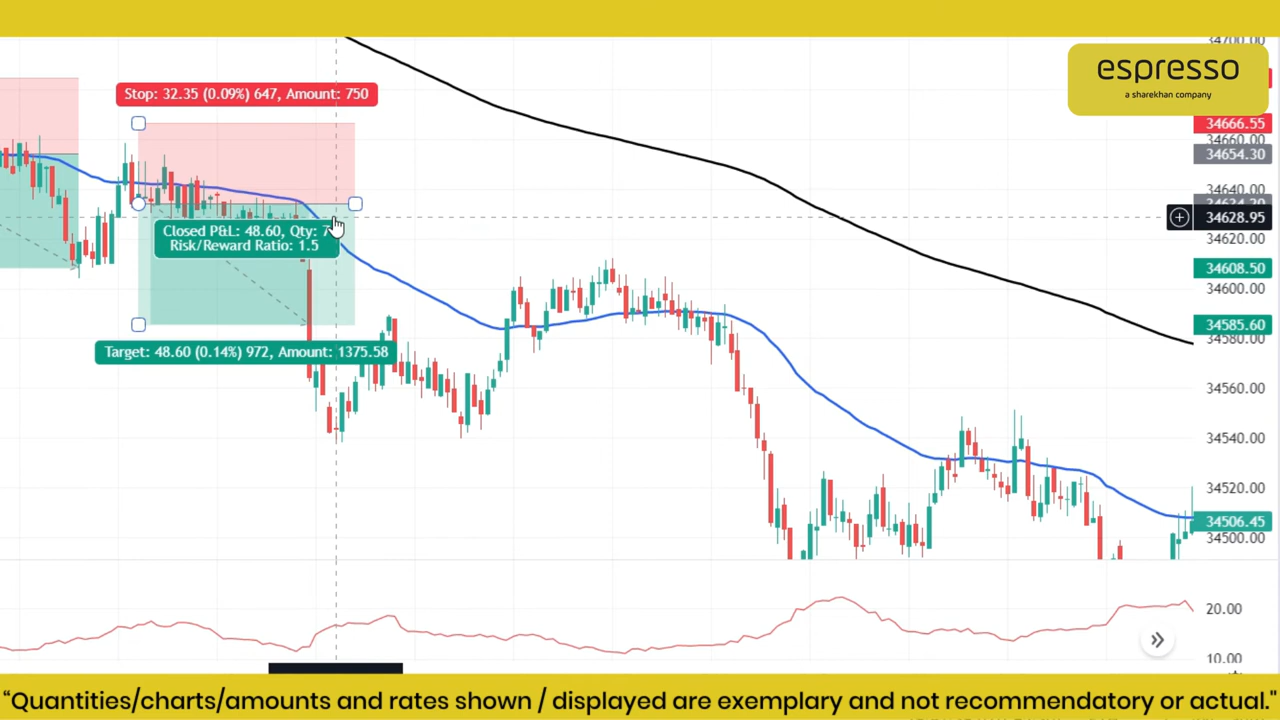 34700.00
espresso
a sharekhan company
Stop: 32.35 (0.09%) 647, Amount: 750
34666.55
34660.00
34654.30
34640.00
34628.95
Closed P&L: 48.60, Qty:
Risk/Reward Ratio: 1.5
34620.00
34608.50
34600.00
34585.60
34580.00
Target: 48.60 (0.14%) 972, Amount: 1375.58
34560.00
34540.00
34520.00
34506.45
34500.00
20.00
10.00
“Quantities/charts/amounts and rates shown / displayed are exemplary and not recommendatory or actual."